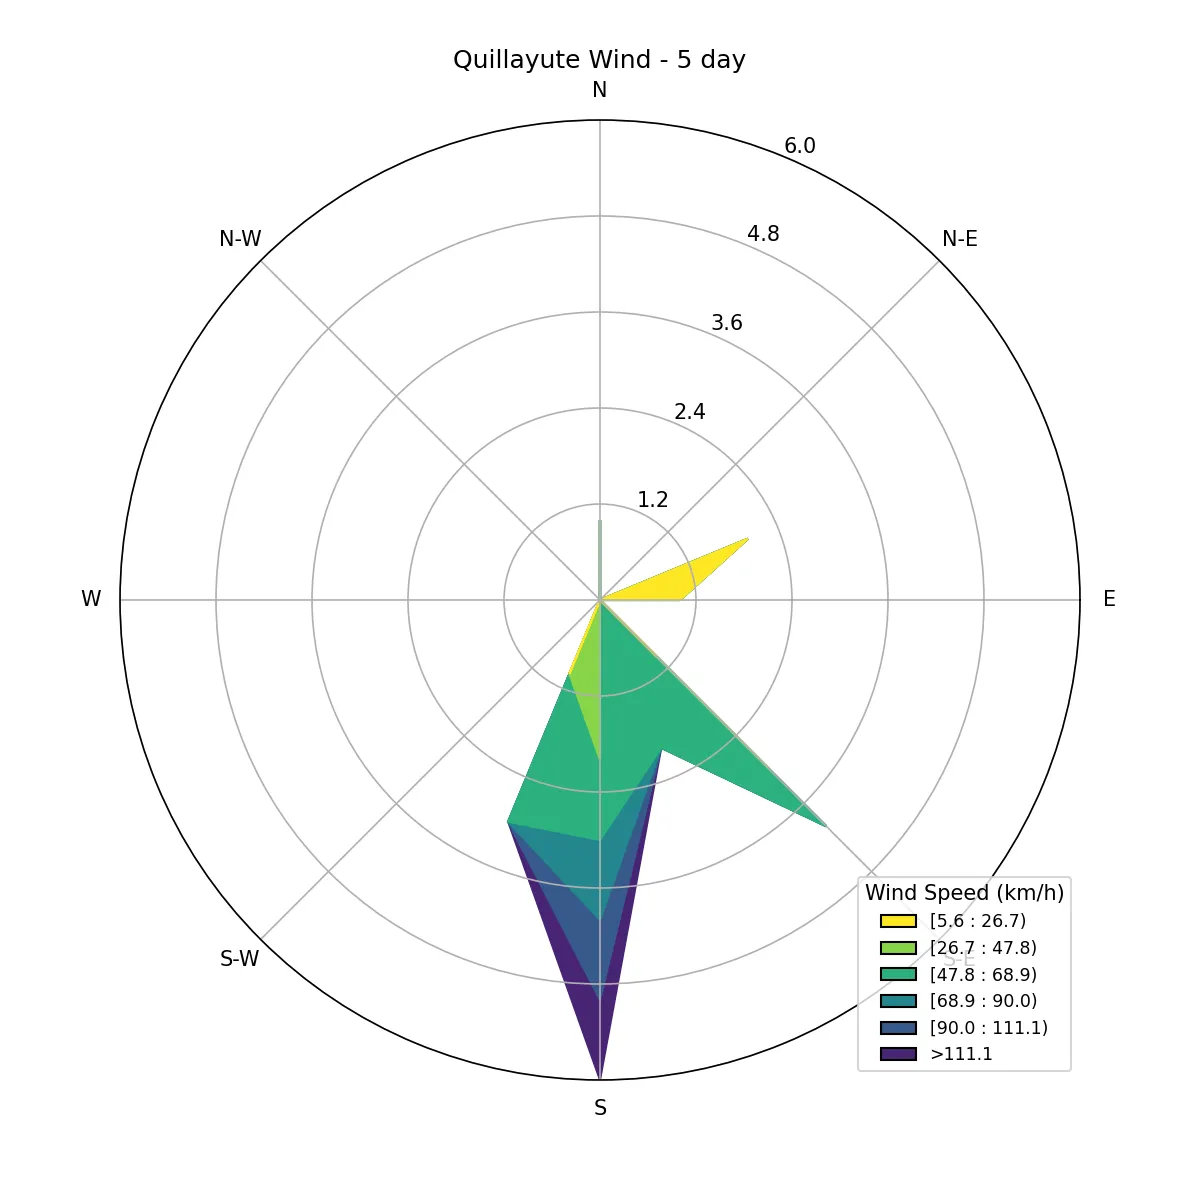 Quillayute Wind - 5 day
N
6.0
N-W
4.8
N-E
3.6
2.4
1.2
W
E
S-W
S-E
S
Wind Speed (km/h)
[5.6 : 26.7)
[26.7 : 47.8)
[47.8 : 68.9)
[68.9 : 90.0)
[90.0 : 111.1)
>111.1